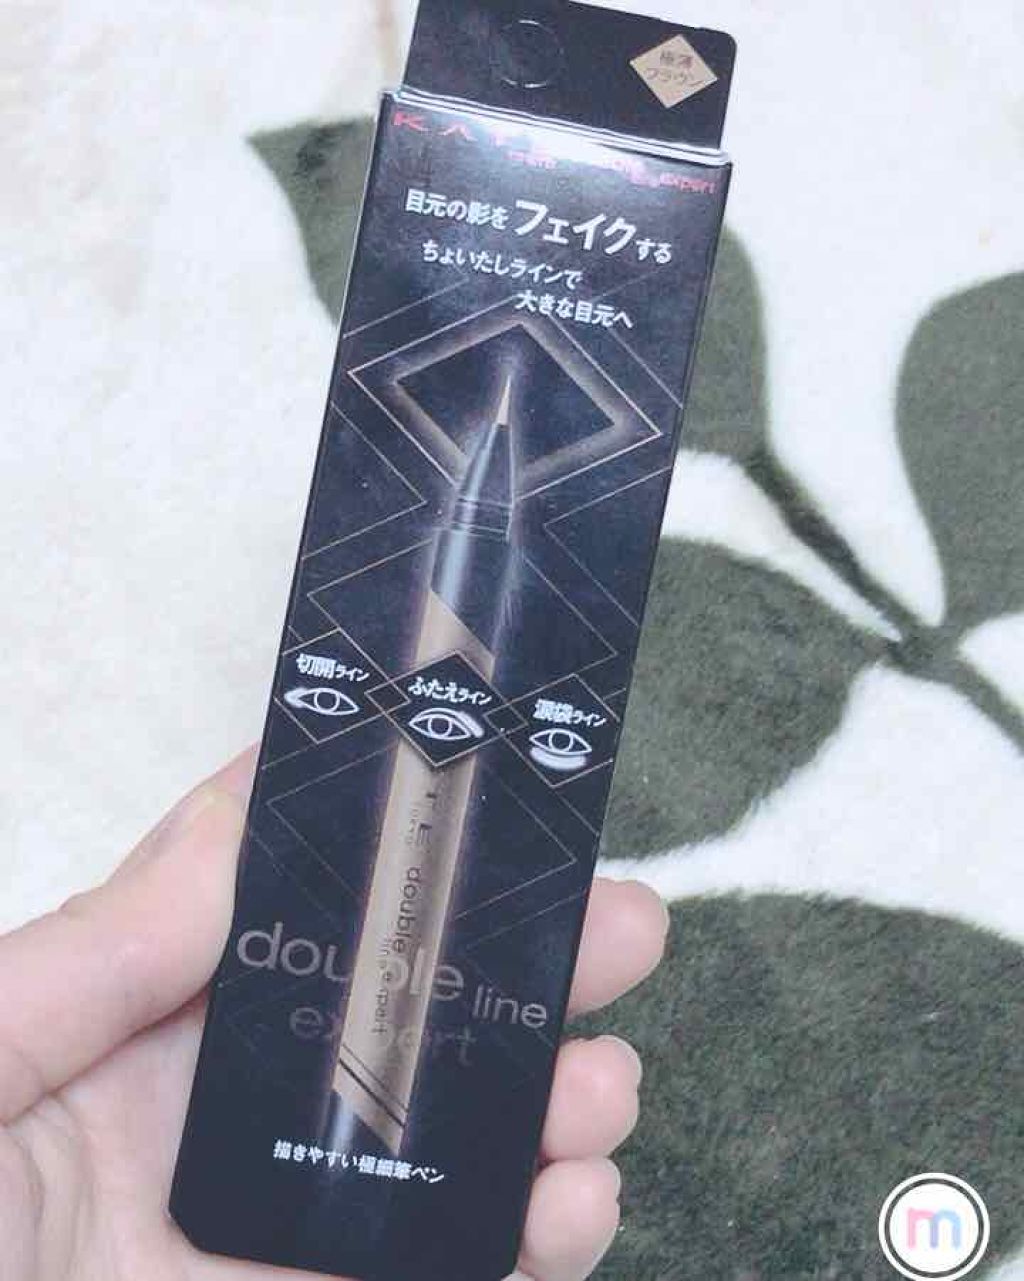 極薄
ブラウン
KATE
expert
目元の影をフェイクする
ちょいたしラインで
大きな目元へ
切開ライン
ふたえライン
涙袋ライン
double
double line
expert
描きやすい極細筆ペン
m